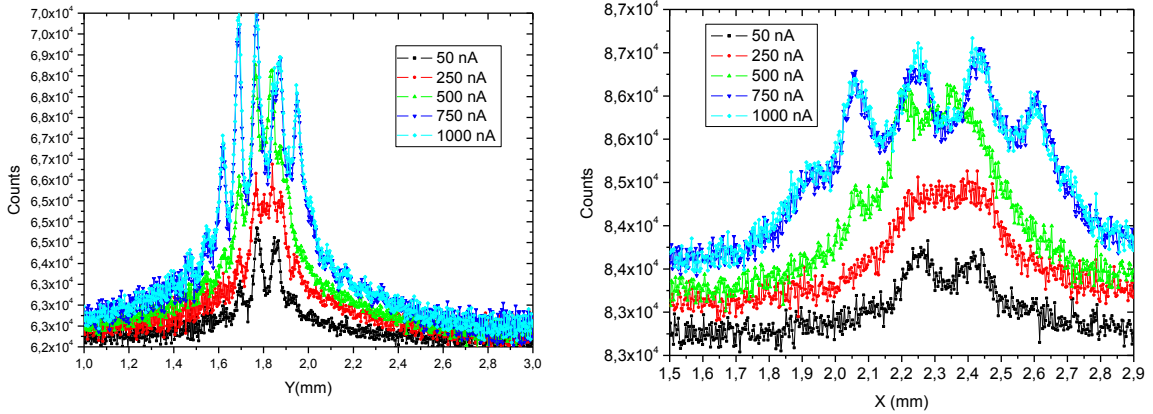 7,0x10⁴
7,0x10⁴
6,9x10⁴
6,8x10⁴
6,8x10⁴
6,7x10⁴
6,6x10⁴
6,6x10⁴
6,5x10⁴
6,4x10⁴
6,4x10⁴
6,3x10⁴
6,3x10⁴
6,2x10⁴
Counts
50 nA
250 nA
500 nA
750 nA
1000 nA
1,0 1,2 1,4 1,6 1,8 2,0 2,2 2,4 2,6 2,8 3,0
Y(mm)
8,7x10⁴
8,7x10⁴
8,6x10⁴
8,6x10⁴
8,5x10⁴
8,4x10⁴
8,4x10⁴
8,3x10⁴
8,3x10⁴
Counts
50 nA
250 nA
500 nA
750 nA
1000 nA
1,5 1,6 1,7 1,8 1,9 2,0 2,1 2,2 2,3 2,4 2,5 2,6 2,7 2,8 2,9
X (mm)